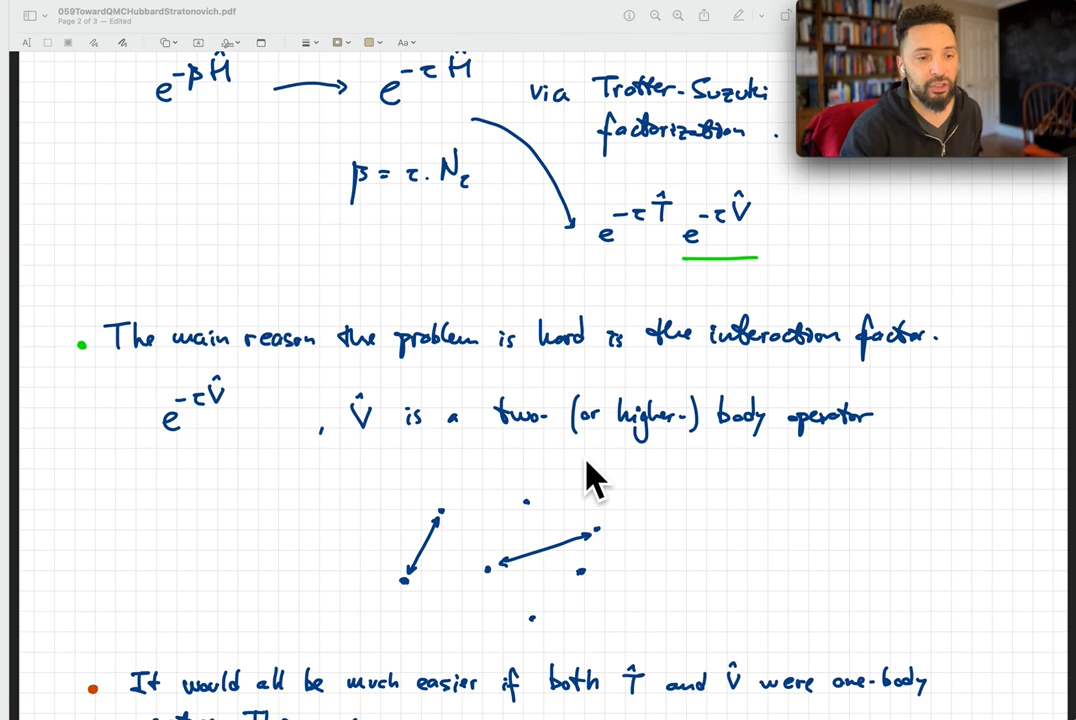 059TowardQMCHubbardStratonovich.pdf
Page 2 of 3 — Edited
Aa
e^{-βĤ} → e^{-τĤ} via Trotter-Suzuki
factorization.
β = τ. N_τ
e^{-τT̂} e^{-τV̂}
• The main reason the problem is hard is the interaction factor.
e^{-τV̂} , V̂ is a two- (or higher-) body operator
• It would all be much easier if both T̂ and V̂ were one-body